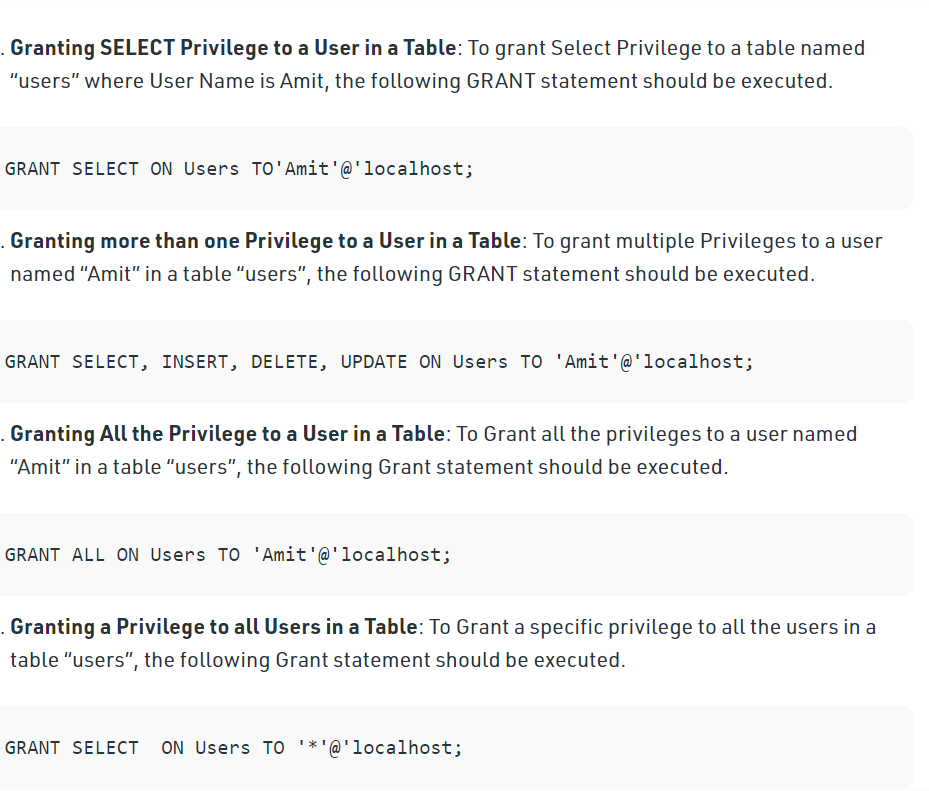 . Granting SELECT Privilege to a User in a Table: To grant Select Privilege to a table named
“users” where User Name is Amit, the following GRANT statement should be executed.
GRANT SELECT ON Users TO'Amit'@'localhost;
. Granting more than one Privilege to a User in a Table: To grant multiple Privileges to a user
named “Amit” in a table “users”, the following GRANT statement should be executed.
GRANT SELECT, INSERT, DELETE, UPDATE ON Users TO 'Amit'@'localhost;
. Granting All the Privilege to a User in a Table: To Grant all the privileges to a user named
“Amit” in a table “users”, the following Grant statement should be executed.
GRANT ALL ON Users TO 'Amit'@'localhost;
. Granting a Privilege to all Users in a Table: To Grant a specific privilege to all the users in a
table “users”, the following Grant statement should be executed.
GRANT SELECT  ON Users TO '*'@'localhost;